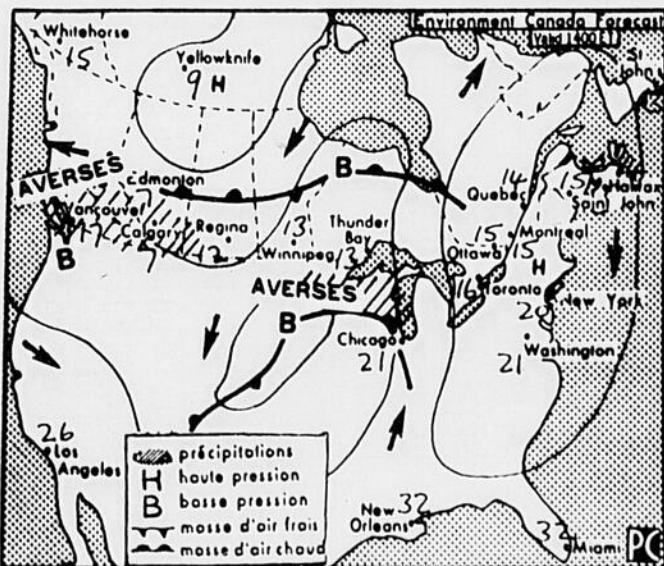 Environment Canada Forecast
Valid 1400 ET
Whitehorse
15
Yellowknife
9 H
St John
13
AVERSES
Edmonton
B
Vancouver
Calgary
Regina
12
13
Winnipeg
Thunder Bay
13
Quebec
14
15
Halifax
Saint John
Ottawa
15
Montreal
15
H
B
AVERSES
16
Toronto
New York
20
B
Chicago
21
Washington
21
26
Los Angeles
précipitations
H haute pression
B basse pression
masse d'air frais
masse d'air chaud
New Orleans
32
32
Miami
PC